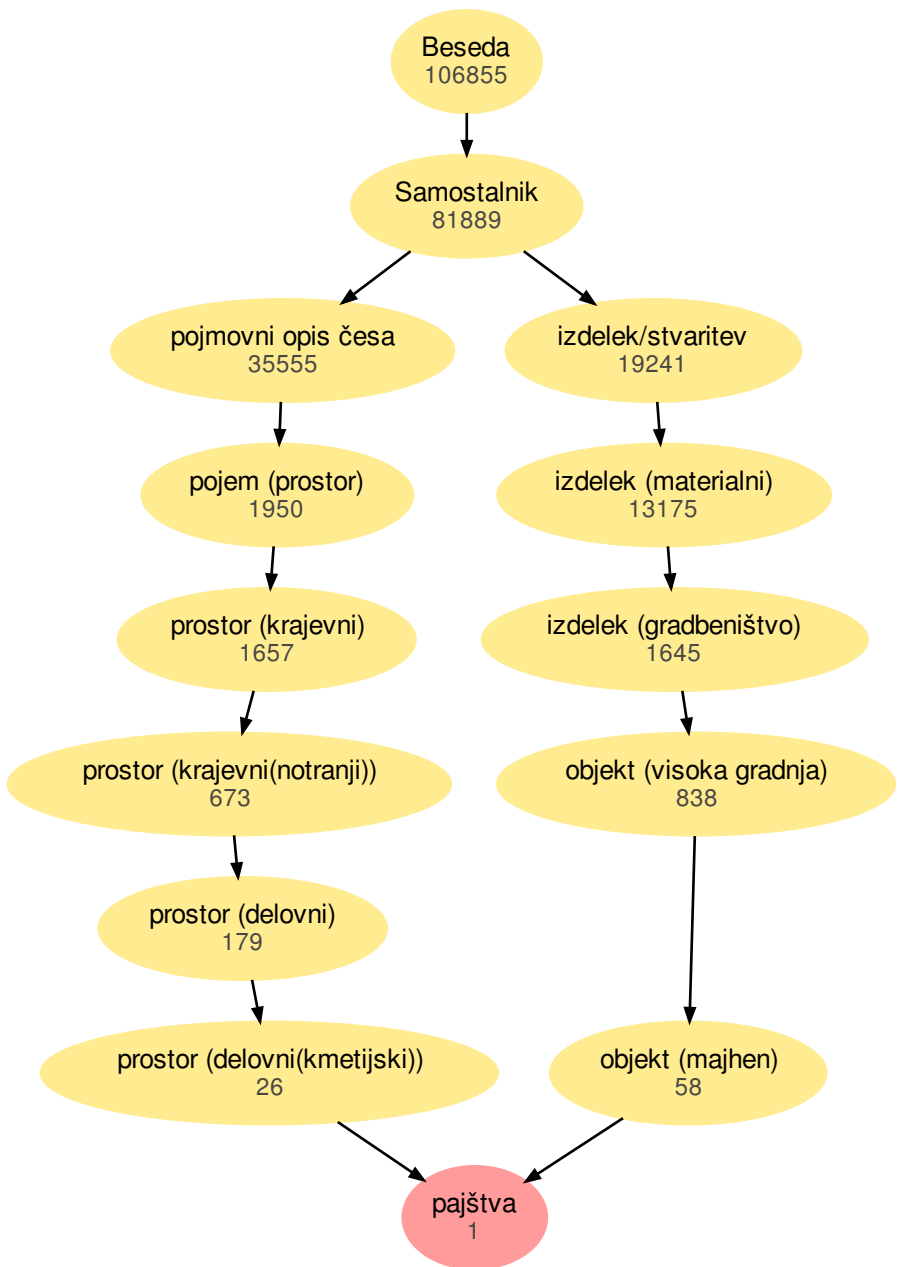 Beseda
106855
Samostalnik
81889
pojmovni opis česa
35555
izdelek/stvaritev
19241
pojem (prostor)
1950
izdelek (materialni)
13175
prostor (krajevni)
1657
izdelek (gradbeništvo)
1645
prostor (krajevni(notranji))
673
objekt (visoka gradnja)
838
prostor (delovni)
179
prostor (delovni(kmetijski))
26
objekt (majhen)
58
pajštva
1